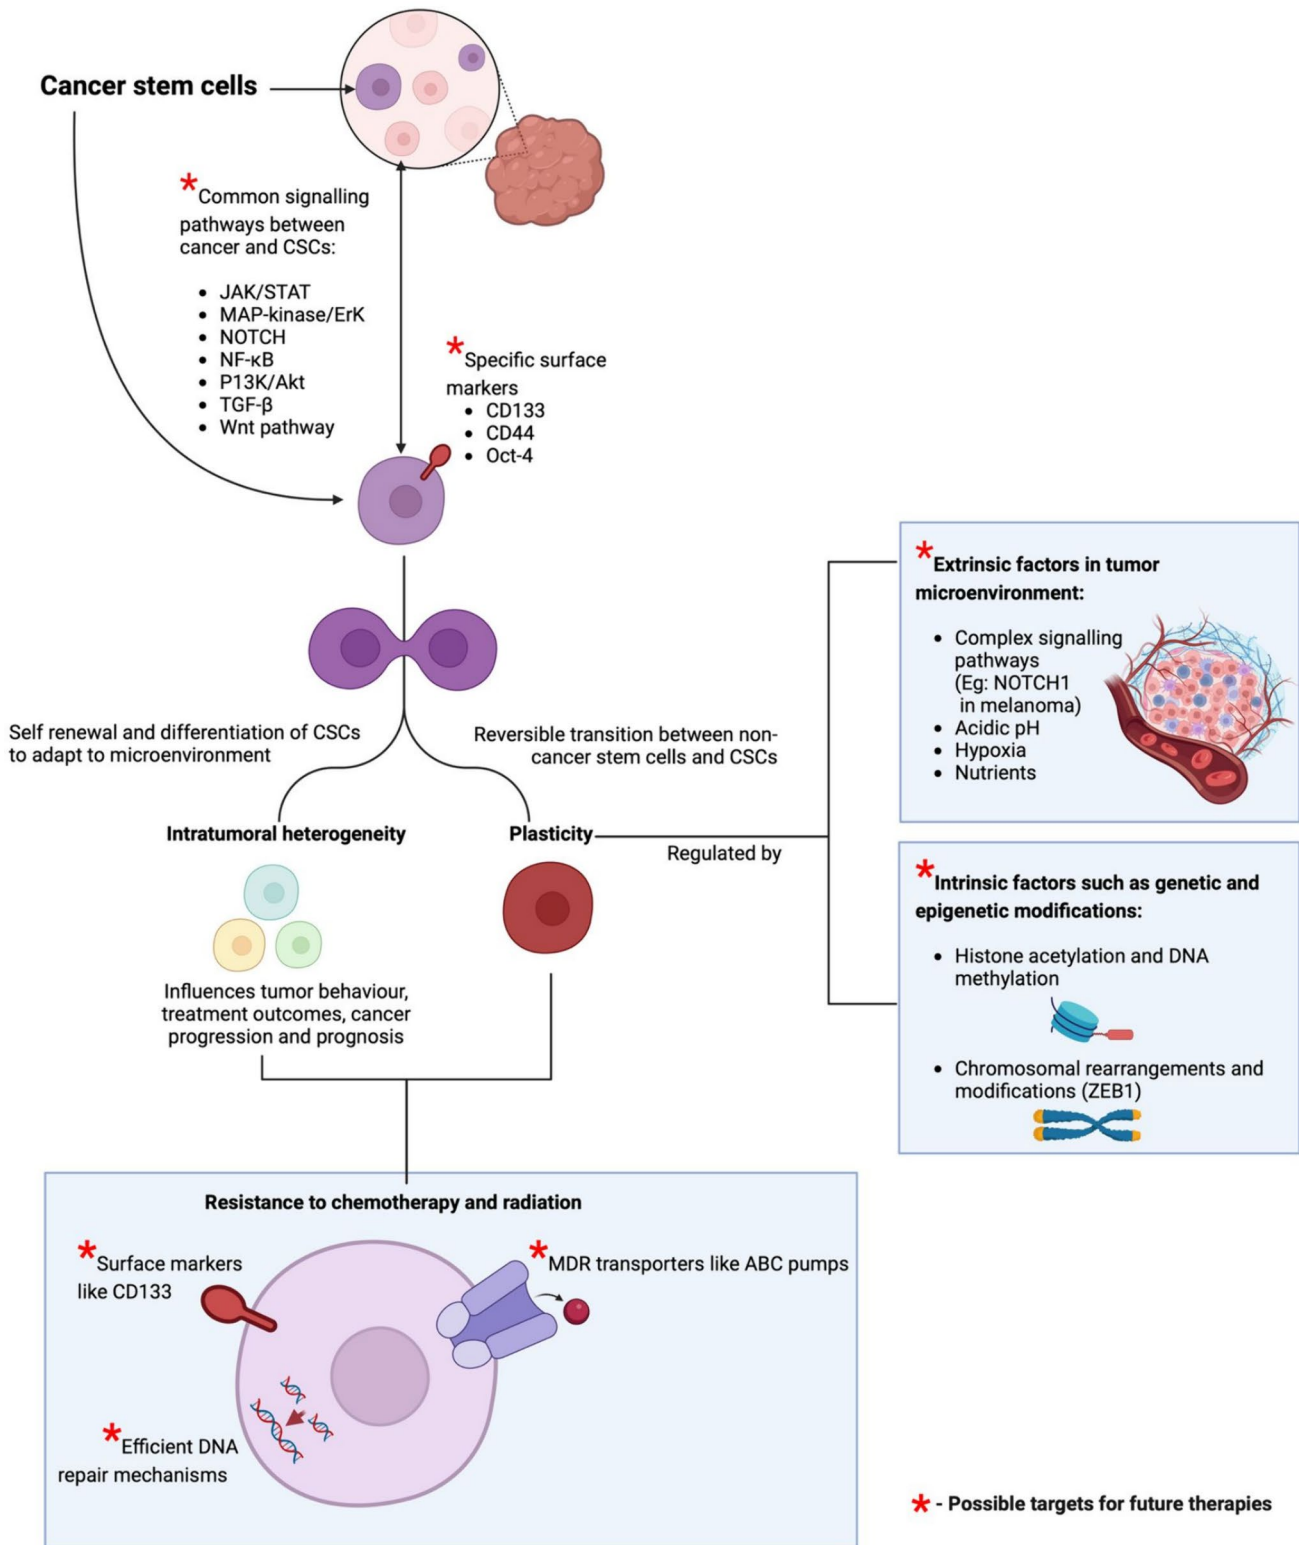 Cancer stem cells
*Common signalling
pathways between
cancer and CSCs:
• JAK/STAT
• MAP-kinase/ErK
• NOTCH
• NF-κB
• P13K/Akt
• TGF-β
• Wnt pathway
*Specific surface
markers
• CD133
• CD44
• Oct-4
Self renewal and differentiation of CSCs
to adapt to microenvironment
Reversible transition between non-
cancer stem cells and CSCs
Intratumoral heterogeneity
Plasticity
Regulated by
Influences tumor behaviour,
treatment outcomes, cancer
progression and prognosis
*Extrinsic factors in tumor
microenvironment:
• Complex signalling
pathways
(Eg: NOTCH1
in melanoma)
• Acidic pH
• Hypoxia
• Nutrients
*Intrinsic factors such as genetic and
epigenetic modifications:
• Histone acetylation and DNA
methylation
• Chromosomal rearrangements and
modifications (ZEB1)
Resistance to chemotherapy and radiation
*Surface markers
like CD133
*MDR transporters like ABC pumps
*Efficient DNA
repair mechanisms
* - Possible targets for future therapies